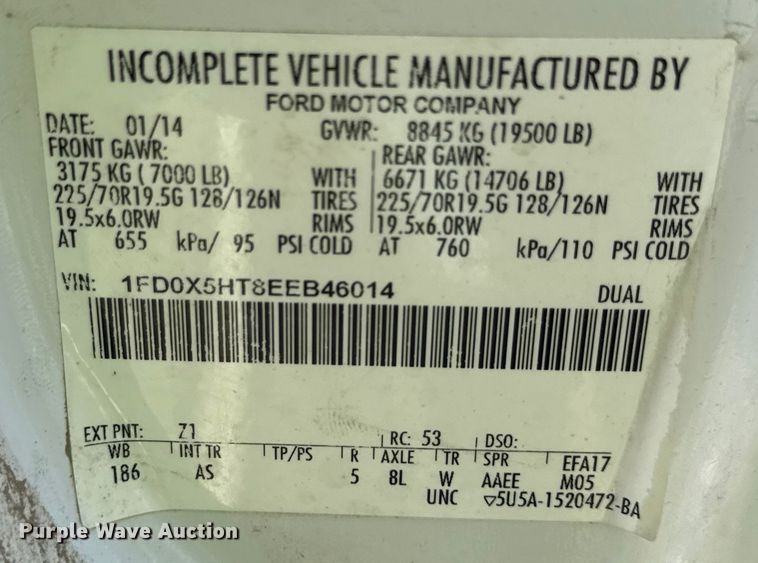 INCOMPLETE VEHICLE MANUFACTURED BY
FORD MOTOR COMPANY
DATE: 01/14 GVWR: 8845 KG (19500 LB)
FRONT GAWR: REAR GAWR:
3175 KG ( 7000 LB) WITH 6671 KG (14706 LB) WITH
225/70R19.5G 128/126N TIRES 225/70R19.5G 128/126N TIRES
19.5x6.0RW RIMS 19.5x6.0RW RIMS
AT 655 kPa/ 95 PSI COLD AT 760 kPa/110 PSI COLD
VIN: 1FD0X5HT8EEB46014 DUAL
EXT PNT: Z1 RC: 53 DSO:
WB INT TR TP/PS R AXLE TR SPR EFA17
186 AS 5 8L W AAEE M05
UNC ▽5U5A-1520472-BA
Purple Wave Auction